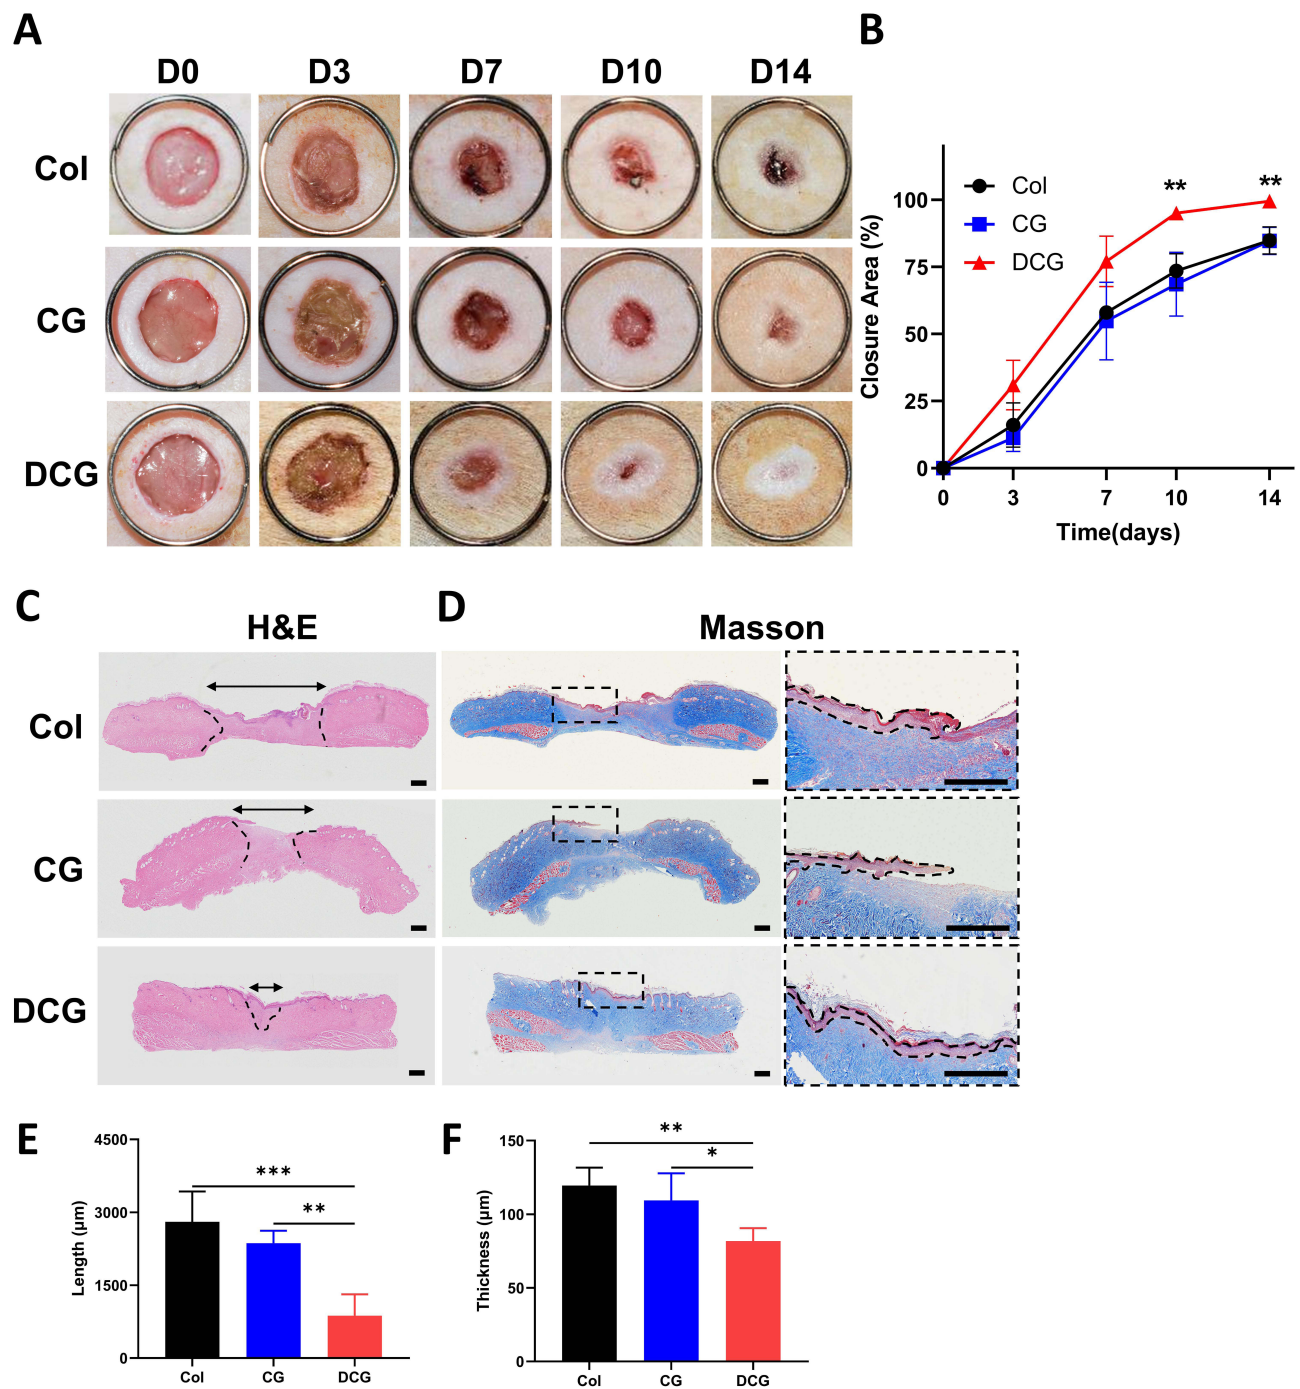 A
D0 D3 D7 D10 D14
Col
CG
DCG
B
Closure Area (%)
100
75
50
25
0
Col
CG
DCG
**
**
0 3 7 10 14
Time(days)
C
H&E
Col
CG
DCG
D
Masson
E
Length (μm)
4500
3000
1500
0
***
**
Col CG DCG
F
Thickness (μm)
150
100
50
0
**
*
Col CG DCG